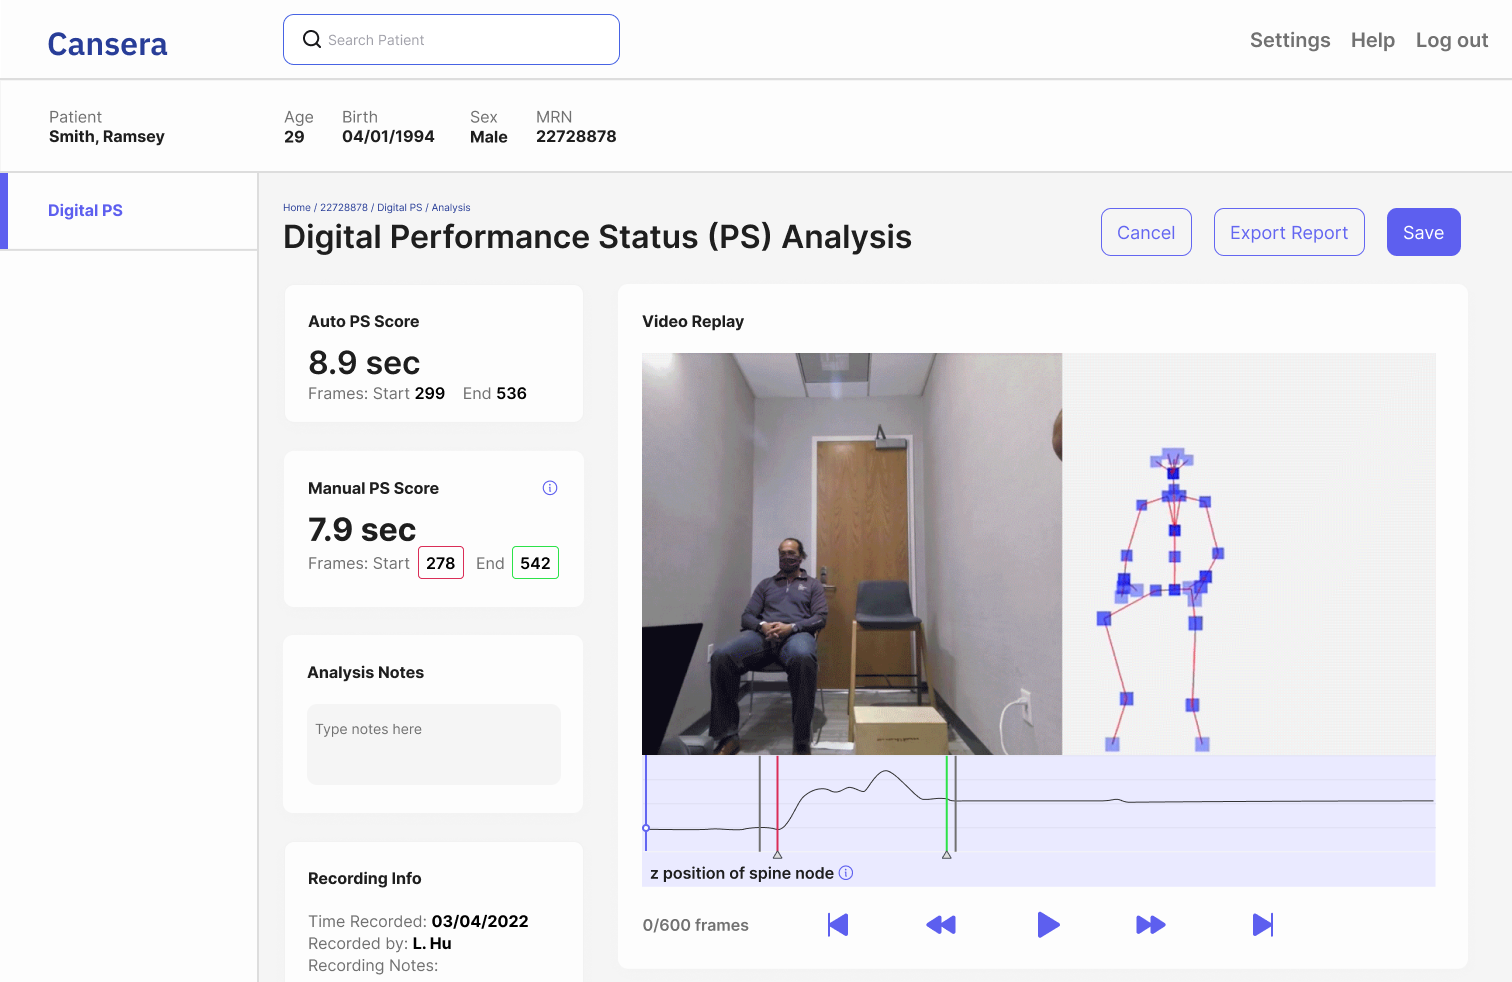 Cansera
Search Patient
Settings Help Log out
Patient
Smith, Ramsey
Age
29
Birth
04/01/1994
Sex
Male
MRN
22728878
Digital PS
Home / 22728878 / Digital PS / Analysis
Digital Performance Status (PS) Analysis
Cancel
Export Report
Save
Auto PS Score
8.9 sec
Frames: Start 299 End 536
Manual PS Score
7.9 sec
Frames: Start 278 End 542
Analysis Notes
Type notes here
Recording Info
Time Recorded: 03/04/2022
Recorded by: L. Hu
Recording Notes:
Video Replay
z position of spine node
0/600 frames